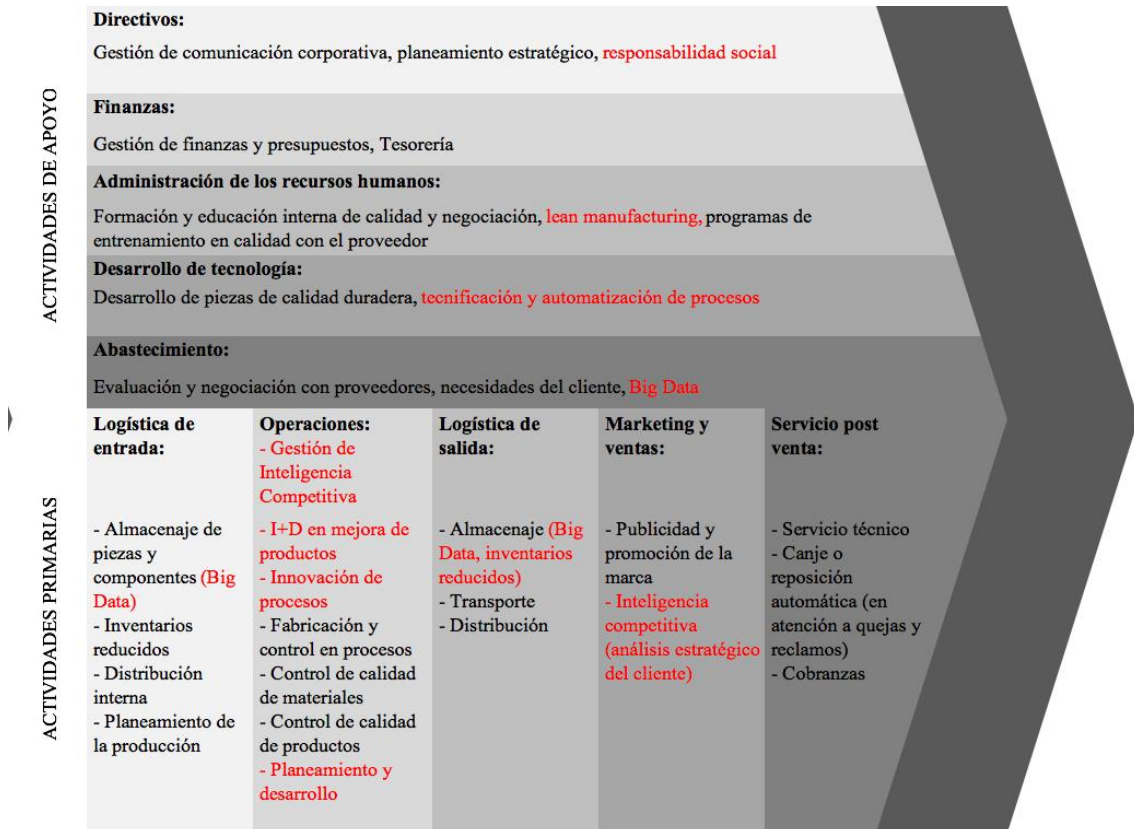 ACTIVIDADES DE APOYO
Directivos:
Gestión de comunicación corporativa, planeamiento estratégico, responsabilidad social
Finanzas:
Gestión de finanzas y presupuestos, Tesorería
Administración de los recursos humanos:
Formación y educación interna de calidad y negociación, lean manufacturing, programas de
entrenamiento en calidad con el proveedor
Desarrollo de tecnología:
Desarrollo de piezas de calidad duradera, tecnificación y automatización de procesos
Abastecimiento:
Evaluación y negociación con proveedores, necesidades del cliente, Big Data
ACTIVIDADES PRIMARIAS
Logística de
entrada:
- Almacenaje de
piezas y
componentes (Big
Data)
- Inventarios
reducidos
- Distribución
interna
- Planeamiento de
la producción
Operaciones:
- Gestión de
Inteligencia
Competitiva
- I+D en mejora de
productos
- Innovación de
procesos
- Fabricación y
control en procesos
- Control de calidad
de materiales
- Control de calidad
de productos
- Planeamiento y
desarrollo
Logística de
salida:
- Almacenaje (Big
Data, inventarios
reducidos)
- Transporte
- Distribución
Marketing y
ventas:
- Publicidad y
promoción de la
marca
- Inteligencia
competitiva
(análisis estratégico
del cliente)
Servicio post
venta:
- Servicio técnico
- Canje o
reposición
automática (en
atención a quejas y
reclamos)
- Cobranzas